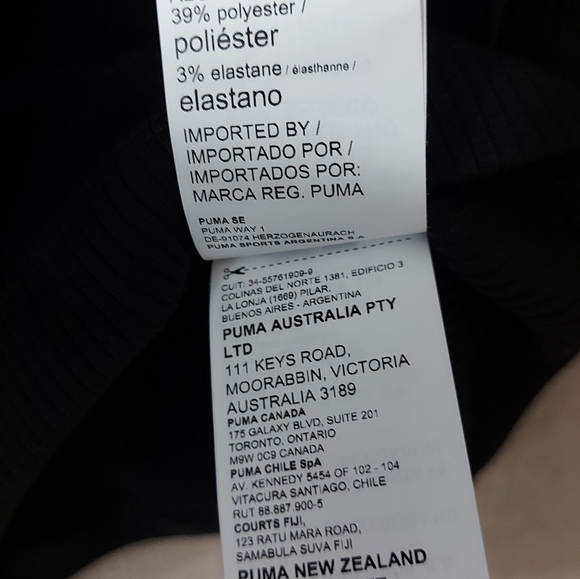 39% polyester /
poliéster
3% elastane / élasthanne /
elastano
IMPORTED BY /
IMPORTADO POR /
IMPORTADOS POR:
MARCA REG. PUMA
PUMA SE
PUMA WAY 1
DE-91074 HERZOGENAURACH
PUMA SPORTS ARGENTINA S.A.
CUIT: 34-55761909-9
COLINAS DEL NORTE 1381, EDIFICIO 3
LA LONJA (1669) PILAR,
BUENOS AIRES - ARGENTINA
PUMA AUSTRALIA PTY
LTD
111 KEYS ROAD,
MOORABBIN, VICTORIA
AUSTRALIA 3189
PUMA CANADA
175 GALAXY BLVD, SUITE 201
TORONTO, ONTARIO
M9W 0C9 CANADA
PUMA CHILE SpA
AV. KENNEDY 5454 OF 102 - 104
VITACURA SANTIAGO, CHILE
RUT 88.887.900-5
COURTS FIJI,
123 RATU MARA ROAD,
SAMABULA SUVA FIJI
PUMA NEW ZEALAND